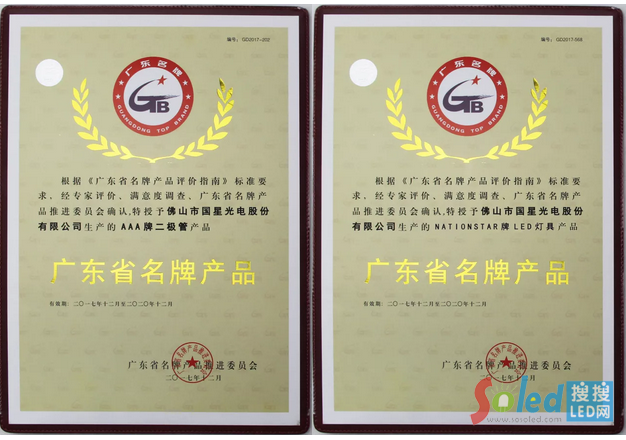 编号: GD2017-202
广东名牌
GTB
GUANGDONG TOP BRAND
根据《广东省名牌产品评价指南》标准要
求，经专家评价、满意度调查、广东省名牌产
品推进委员会确认，特授予佛山市国星光电股份
有限公司生产的AAA牌二极管产品
广东省名牌产品
有效期: 二〇一七年十二月至二〇二〇年十二月
广东省名牌产品推进委员会
二〇一七年十二月
编号: GD2017-558
广东名牌
GTB
GUANGDONG TOP BRAND
根据《广东省名牌产品评价指南》标准要
求，经专家评价、满意度调查、广东省名牌产
品推进委员会确认，特授予佛山市国星光电股份
有限公司生产的NATIONSTAR牌LED灯具产品
广东省名牌产品
有效期: 二〇一七年十二月至二〇二〇年十二月
广东省名牌产品推进委员会
Soled 搜搜
LED网
www.sosoled.com